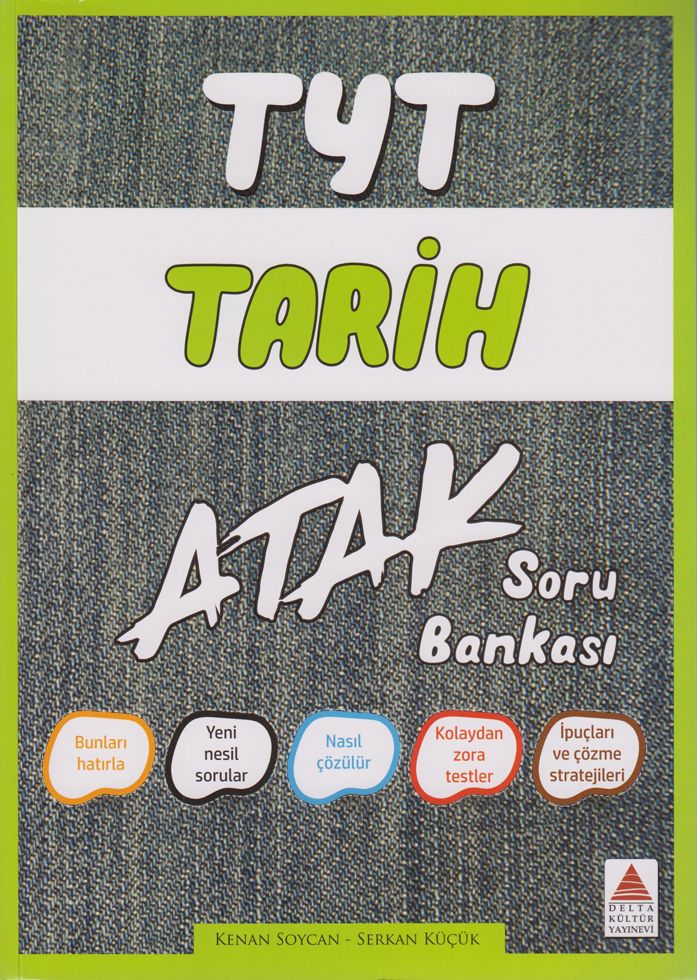 TYT
TARİH
ATAK
Soru
Bankası
Bunları
hatırla
Yeni
nesil
sorular
Nasıl
çözülür
Kolaydan
zora
testler
İpuçları
ve çözme
stratejileri
DELTA
KÜLTÜR
YAYINEVİ
KENAN SOYCAN - SERKAN KÜÇÜK